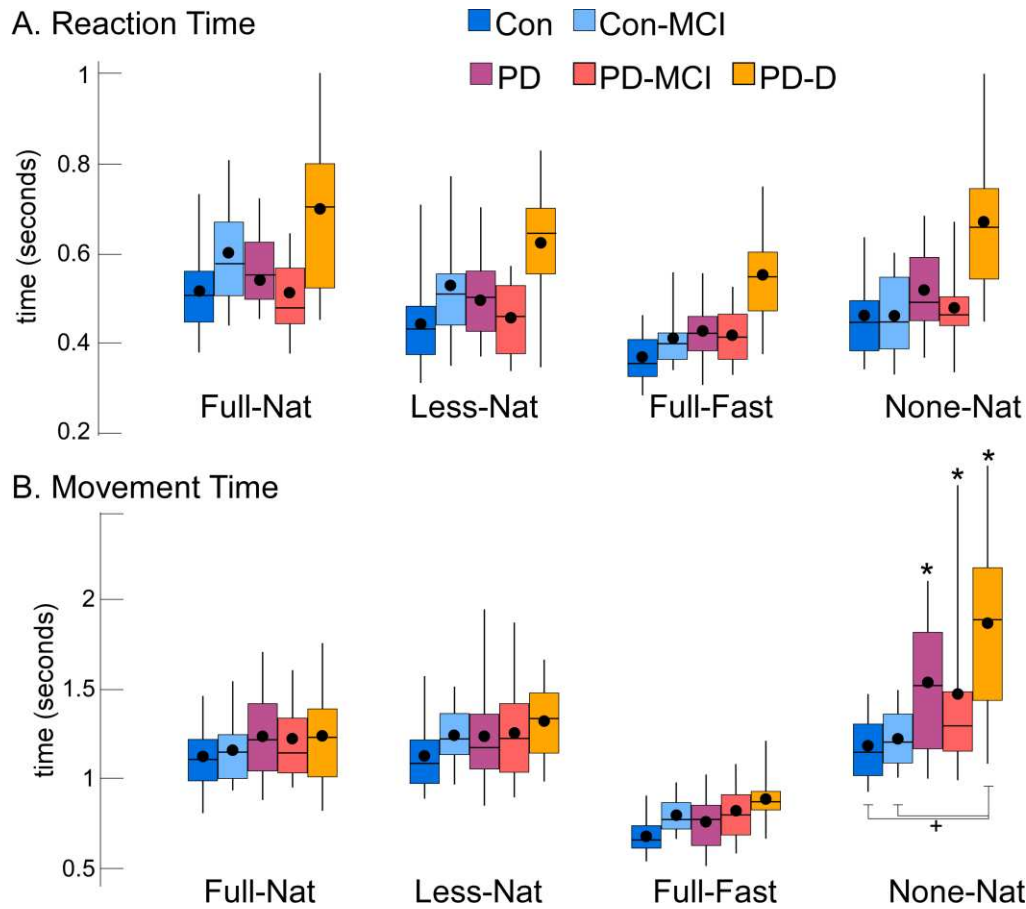 A. Reaction Time
Con Con-MCI
PD PD-MCI PD-D
time (seconds)
1
0.8
0.6
0.4
0.2
Full-Nat Less-Nat Full-Fast None-Nat
B. Movement Time
time (seconds)
2
1.5
1
0.5
* * *
+
Full-Nat Less-Nat Full-Fast None-Nat